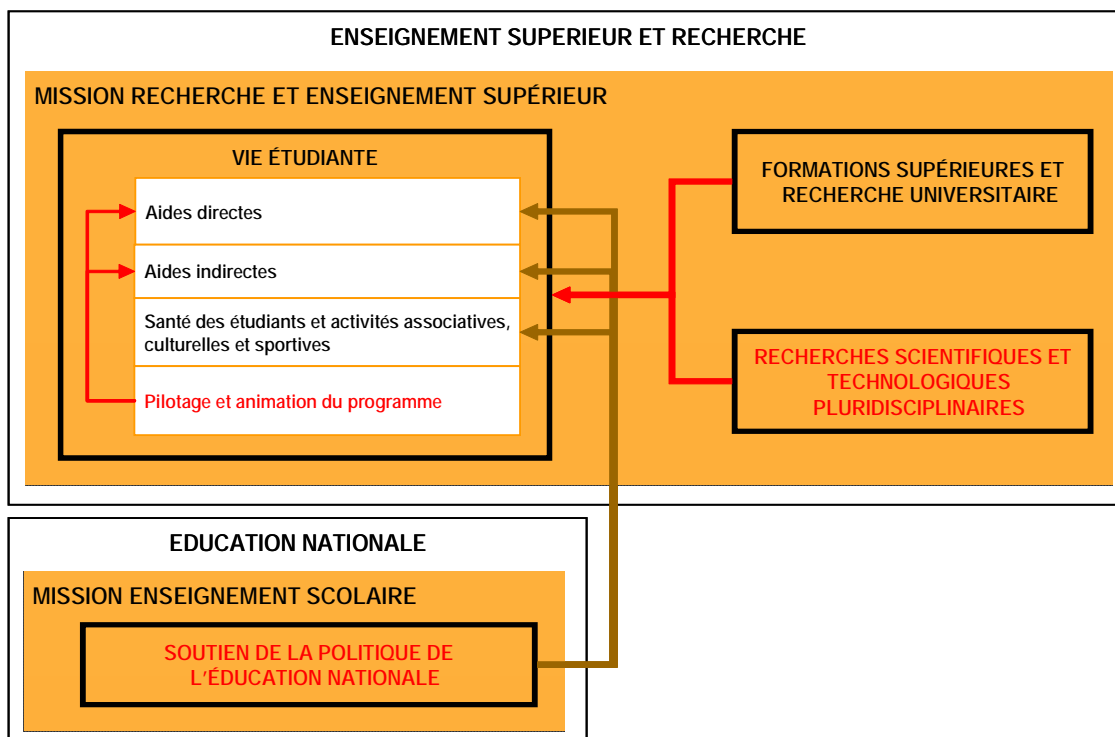 ENSEIGNEMENT SUPERIEUR ET RECHERCHE
MISSION RECHERCHE ET ENSEIGNEMENT SUPÉRIEUR
VIE ÉTUDIANTE
Aides directes
Aides indirectes
Santé des étudiants et activités associatives,
culturelles et sportives
Pilotage et animation du programme
FORMATIONS SUPÉRIEURES ET
RECHERCHE UNIVERSITAIRE
RECHERCHES SCIENTIFIQUES ET
TECHNOLOGIQUES
PLURIDISCIPLINAIRES
EDUCATION NATIONALE
MISSION ENSEIGNEMENT SCOLAIRE
SOUTIEN DE LA POLITIQUE DE
L'ÉDUCATION NATIONALE